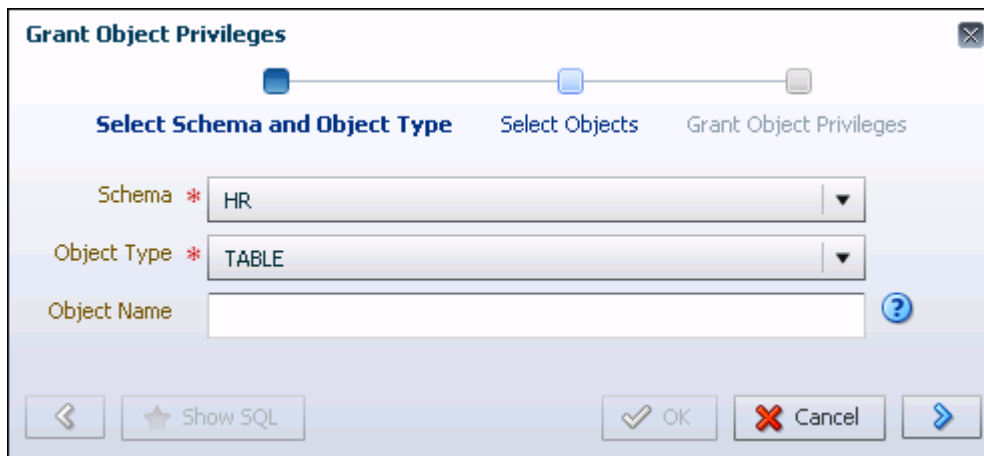 Grant Object Privileges
Select Schema and Object Type Select Objects Grant Object Privileges
Schema * HR
Object Type * TABLE
Object Name ?
Show SQL OK Cancel